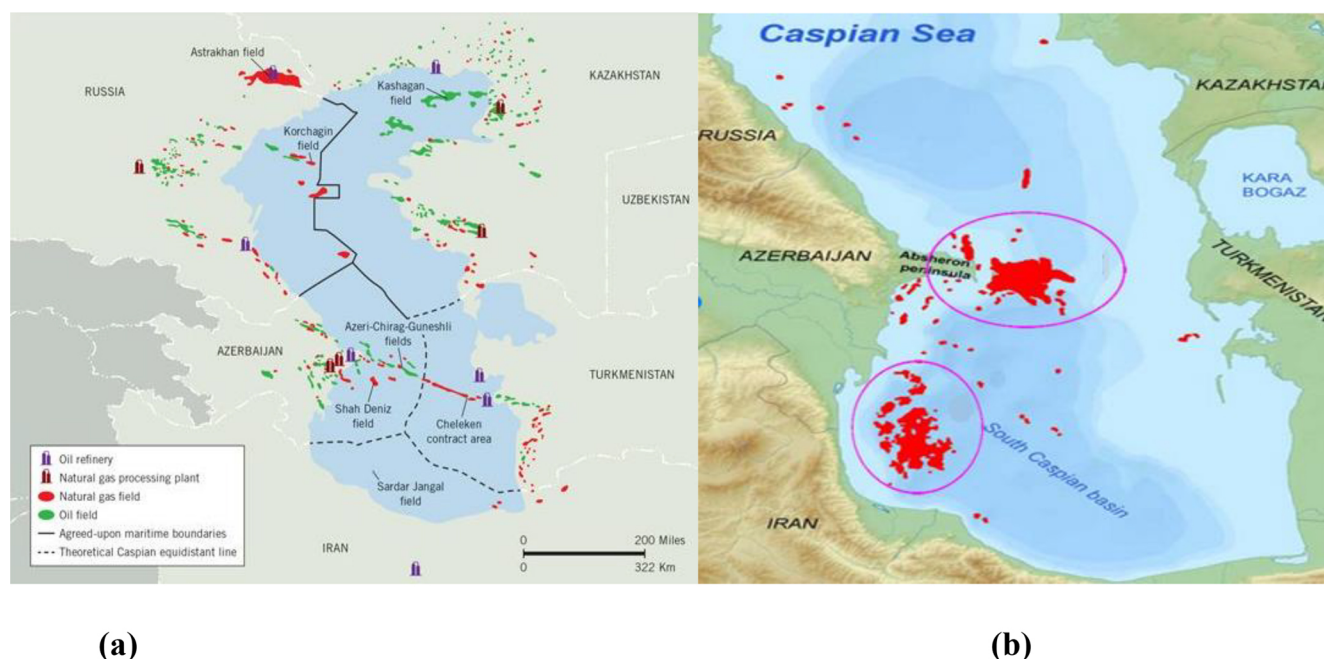 Astrakhan field
RUSSIA
Kashagan
field
KAZAKHSTAN
Korchagin
field
UZBEKISTAN
Azeri-Chirag-Guneshli
fields
AZERBAIJAN
TURKMENISTAN
Shah Deniz
field
Cheleken
contract area
Sardar Jangal
field
IRAN
Oil refinery
Natural gas processing plant
Natural gas field
Oil field
Agreed-upon maritime boundaries
Theoretical Caspian equidistant line
0 200 Miles
0 322 Km
(a)
Caspian Sea
KAZAKHSTAN
RUSSIA
KARA
BOGAZ
AZERBAIJAN
Absheron
peninsula
TURKMENISTAN
South Caspian basin
IRAN
(b)